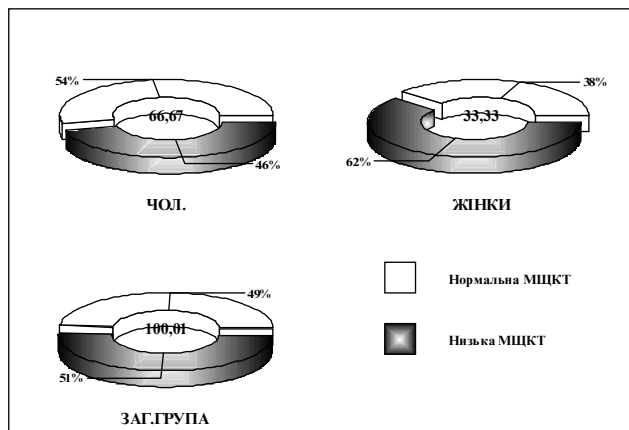 54%
66,67
46%
ЧОЛ.
38%
33,33
62%
ЖІНКИ
49%
100,01
51%
ЗАГ.ГРУПА
Нормальна МЩКТ
Низька МЩКТ